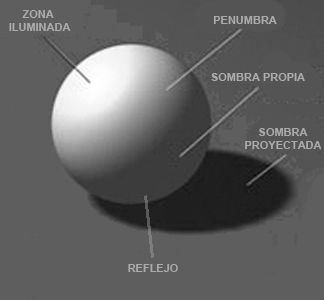 ZONA
ILUMINADA
PENUMBRA
SOMBRA PROPIA
SOMBRA
PROYECTADA
REFLEJO